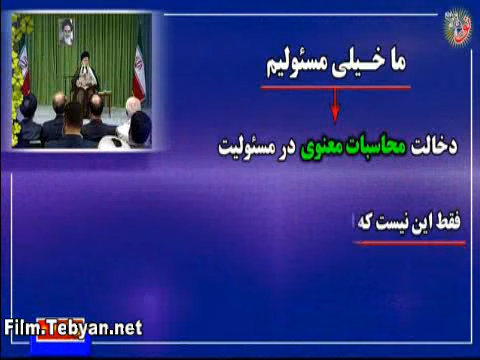 ما خیلی مسئولیم
دخالت محاسبات معنوی در مسئولیت
فقط این نیست که
Film.Tebyan.net